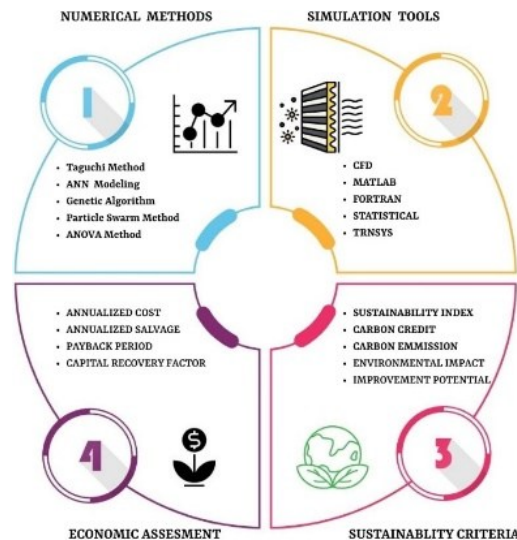 NUMERICAL METHODS
1
• Taguchi Method
• ANN Modeling
• Genetic Algorithm
• Particle Swarm Method
• ANOVA Method
SIMULATION TOOLS
2
• CFD
• MATLAB
• FORTRAN
• STATISTICAL
• TRNSYS
• ANNUALIZED COST
• ANNUALIZED SALVAGE
• PAYBACK PERIOD
• CAPITAL RECOVERY FACTOR
4
$
ECONOMIC ASSESMENT
• SUSTAINABILITY INDEX
• CARBON CREDIT
• CARBON EMMISSION
• ENVIRONMENTAL IMPACT
• IMPROVEMENT POTENTIAL
3
SUSTAINABLITY CRITERIA